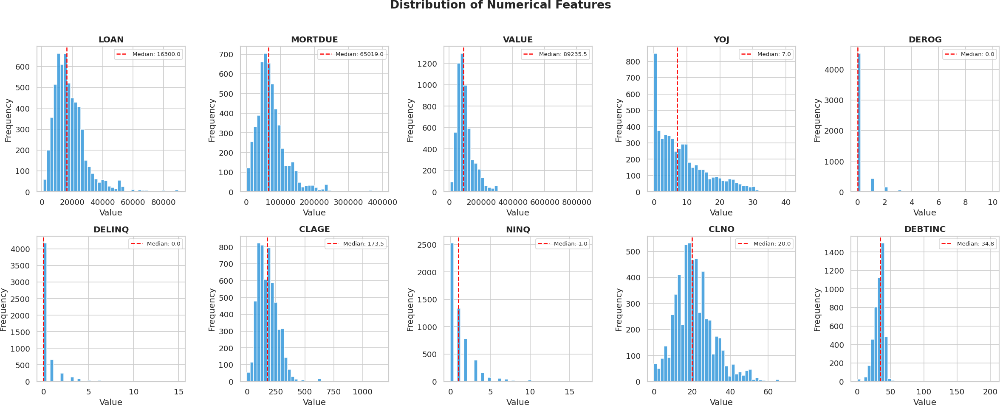 Distribution of Numerical Features
LOAN
Median: 16300.0
Frequency
600
500
400
300
200
100
0
0 20000 40000 60000 80000
Value
MORTDUE
Median: 65019.0
Frequency
700
600
500
400
300
200
100
0
0 100000 200000 300000 400000
Value
VALUE
Median: 89235.5
Frequency
1200
1000
800
600
400
200
0
0 200000 400000 600000 800000
Value
YOJ
Median: 7.0
Frequency
800
700
600
500
400
300
200
100
0
0 10 20 30 40
Value
DEROG
Median: 0.0
Frequency
4000
3000
2000
1000
0
0 2 4 6 8 10
Value
DELINQ
Median: 0.0
Frequency
4000
3500
3000
2500
2000
1500
1000
500
0
0 5 10 15
Value
CLAGE
Median: 173.5
Frequency
800
700
600
500
400
300
200
100
0
0 250 500 750 1000
Value
NINQ
Median: 1.0
Frequency
2500
2000
1500
1000
500
0
0 5 10 15
Value
CLNO
Median: 20.0
Frequency
500
400
300
200
100
0
0 20 40 60
Value
DEBTINC
Median: 34.8
Frequency
1400
1200
1000
800
600
400
200
0
0 50 100 150 200
Value